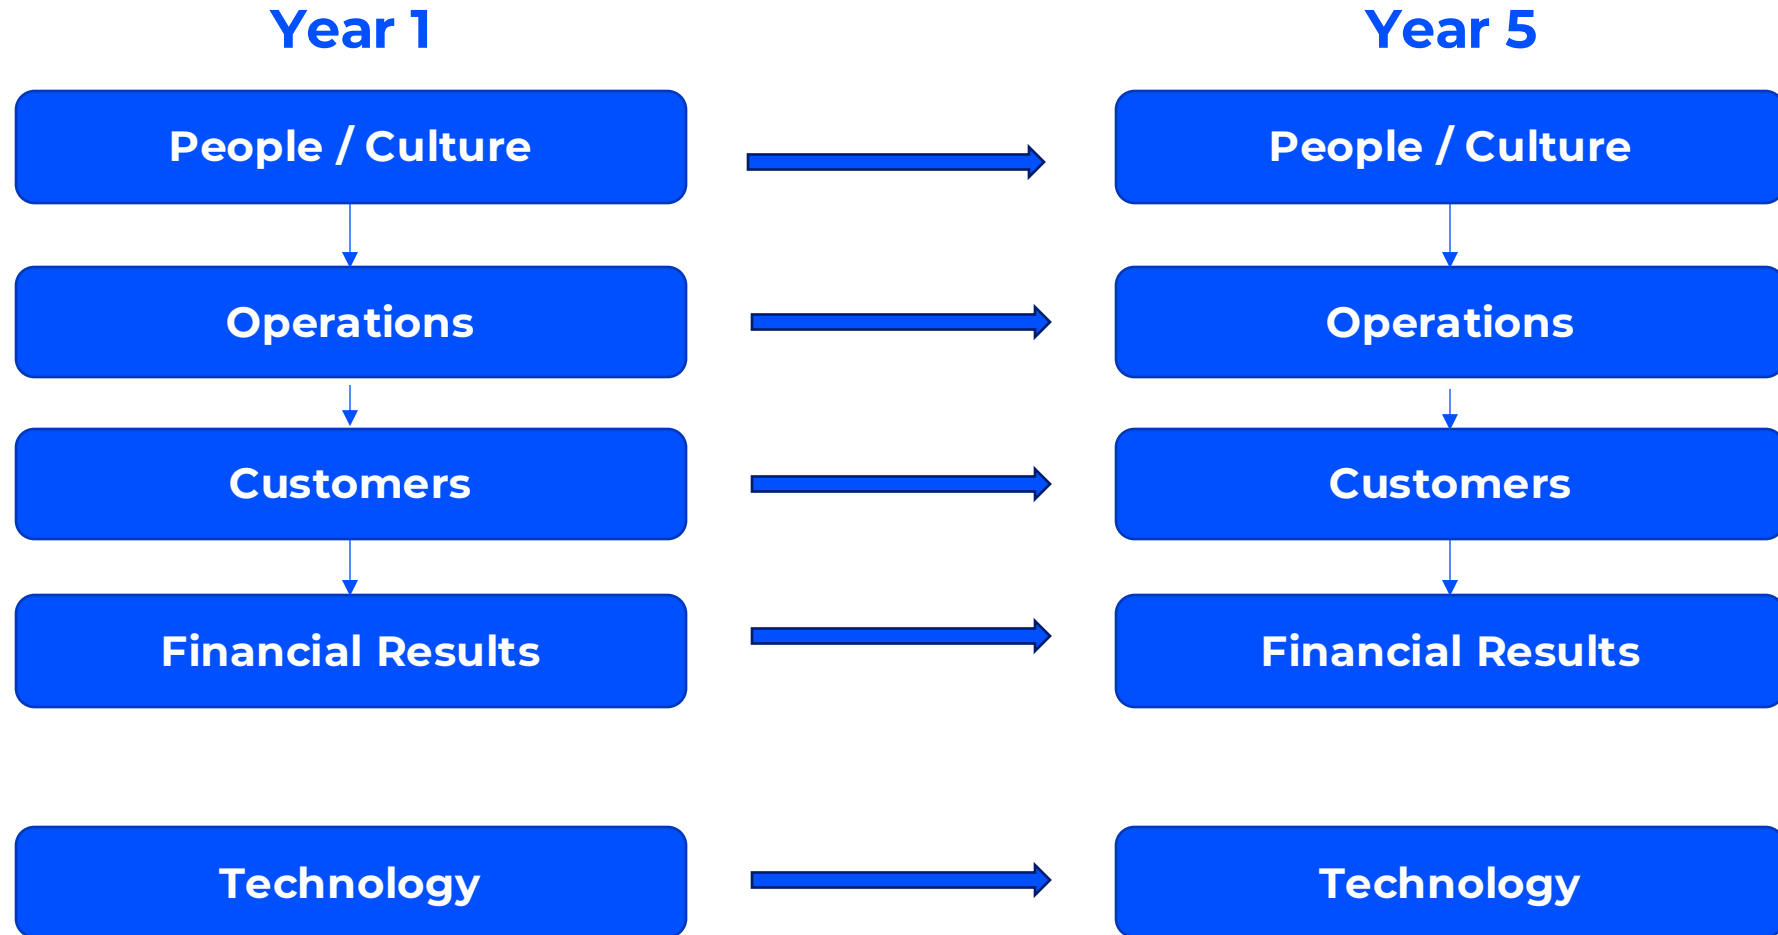 Year 1
Year 5
People / Culture
People / Culture
Operations
Operations
Customers
Customers
Financial Results
Financial Results
Technology
Technology